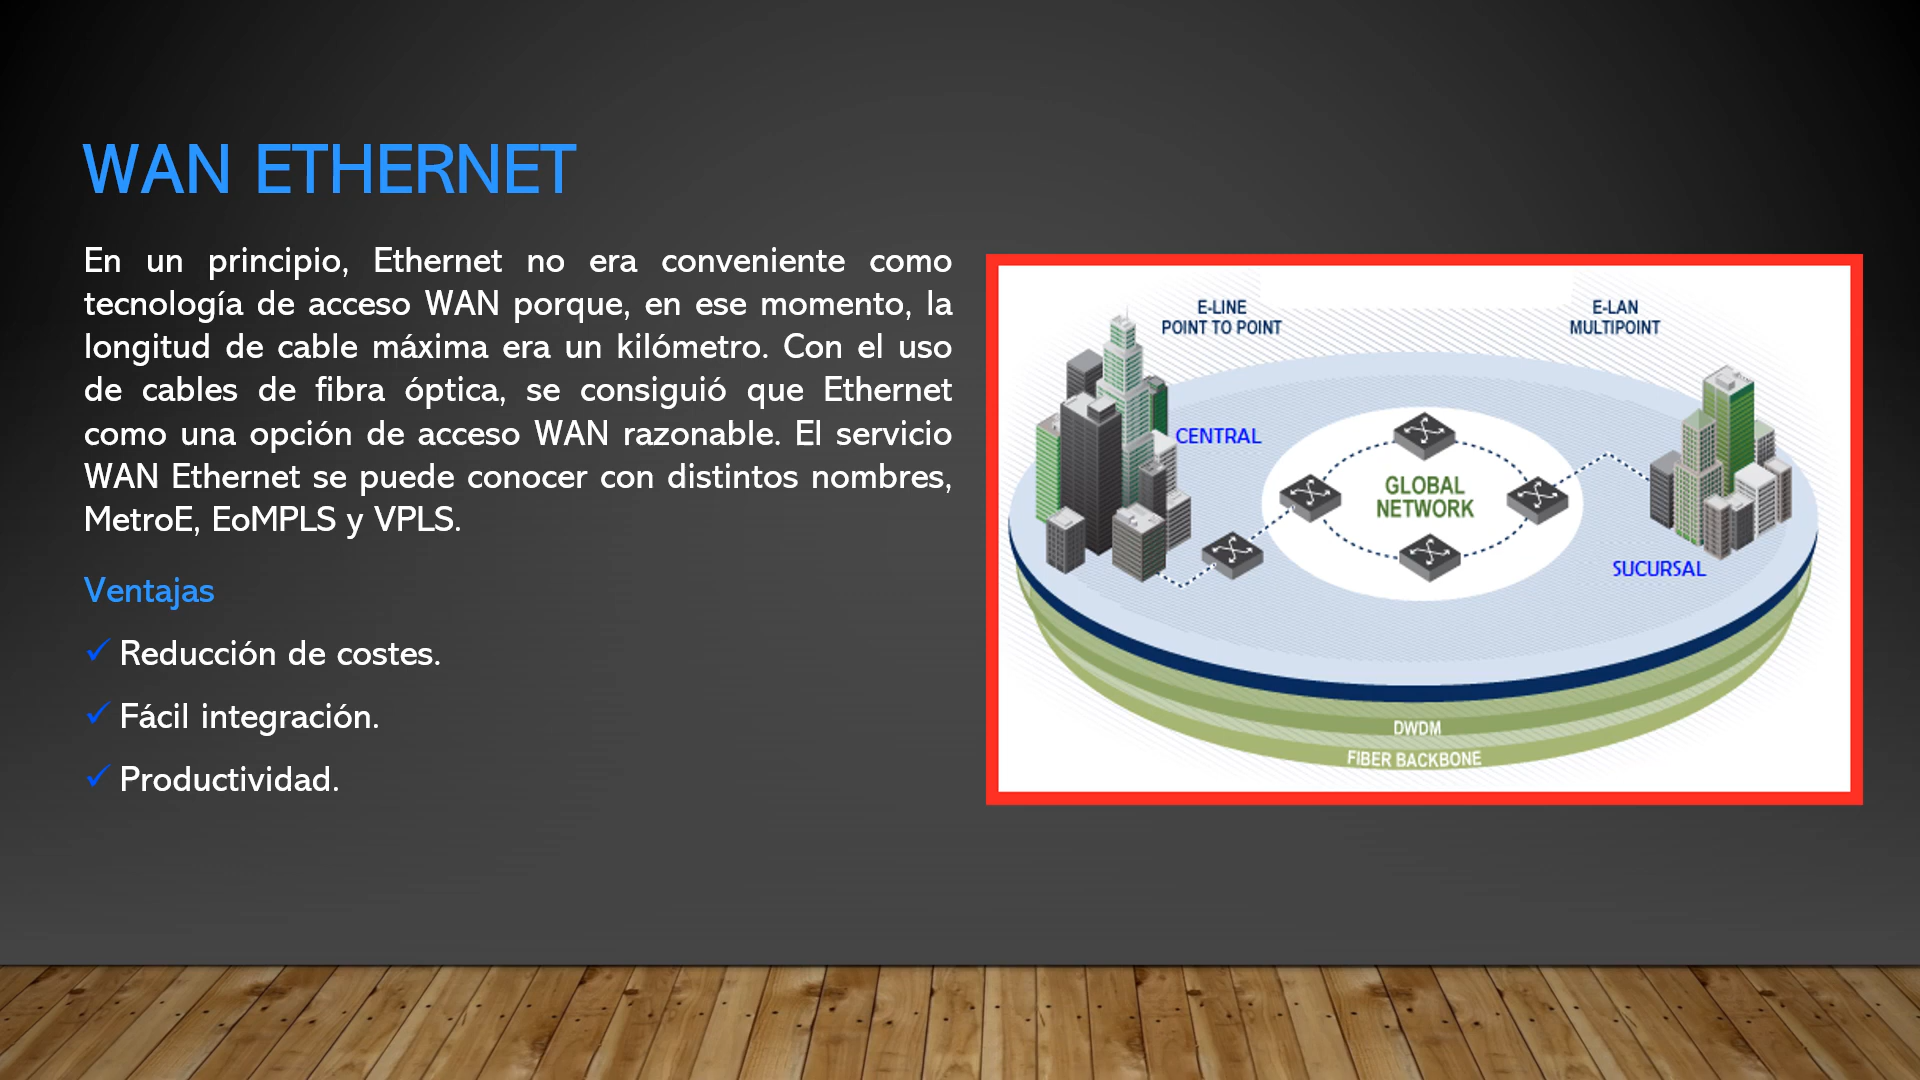 WAN ETHERNET
En un principio, Ethernet no era conveniente como
tecnología de acceso WAN porque, en ese momento, la
longitud de cable máxima era un kilómetro. Con el uso
de cables de fibra óptica, se consiguió que Ethernet
como una opción de acceso WAN razonable. El servicio
WAN Ethernet se puede conocer con distintos nombres,
MetroE, EoMPLS y VPLS.
Ventajas
✓ Reducción de costes.
✓ Fácil integración.
✓ Productividad.
E-LINE
POINT TO POINT
E-LAN
MULTIPOINT
CENTRAL
GLOBAL
NETWORK
SUCURSAL
DWDM
FIBER BACKBONE